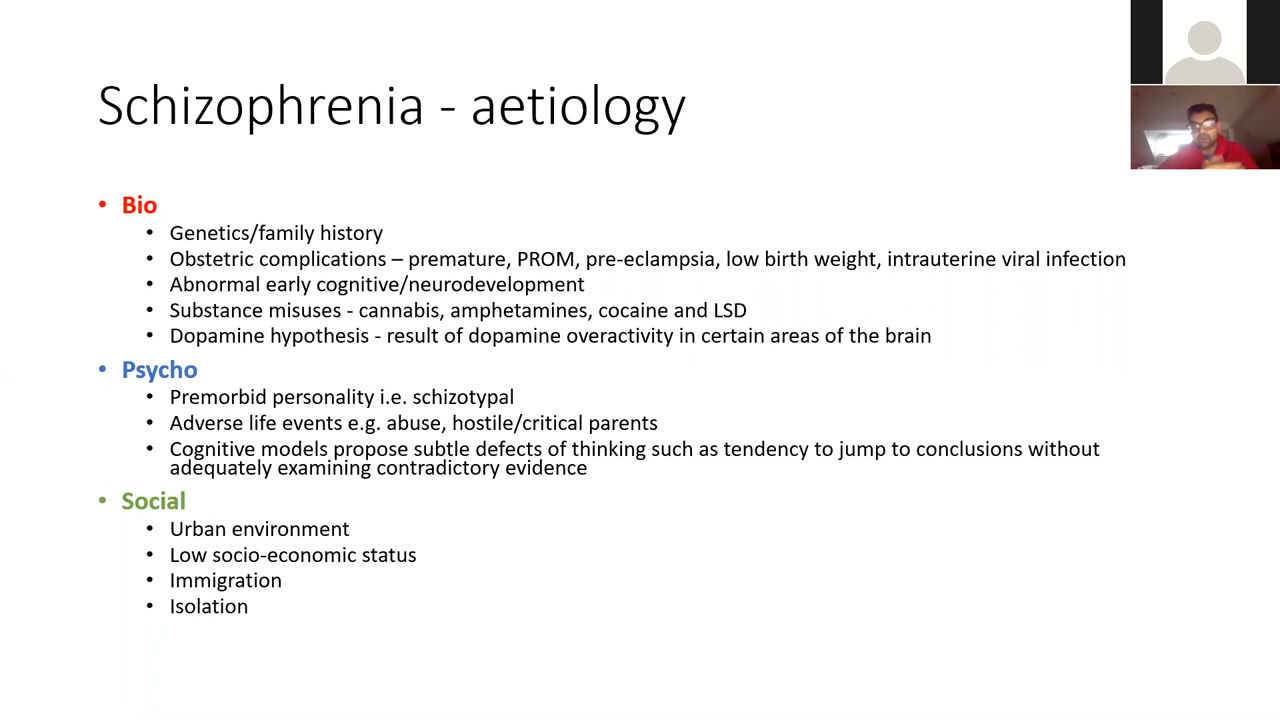 Schizophrenia - aetiology
• Bio
• Genetics/family history
• Obstetric complications – premature, PROM, pre-eclampsia, low birth weight, intrauterine viral infection
• Abnormal early cognitive/neurodevelopment
• Substance misuses - cannabis, amphetamines, cocaine and LSD
• Dopamine hypothesis - result of dopamine overactivity in certain areas of the brain
• Psycho
• Premorbid personality i.e. schizotypal
• Adverse life events e.g. abuse, hostile/critical parents
• Cognitive models propose subtle defects of thinking such as tendency to jump to conclusions without
adequately examining contradictory evidence
• Social
• Urban environment
• Low socio-economic status
• Immigration
• Isolation